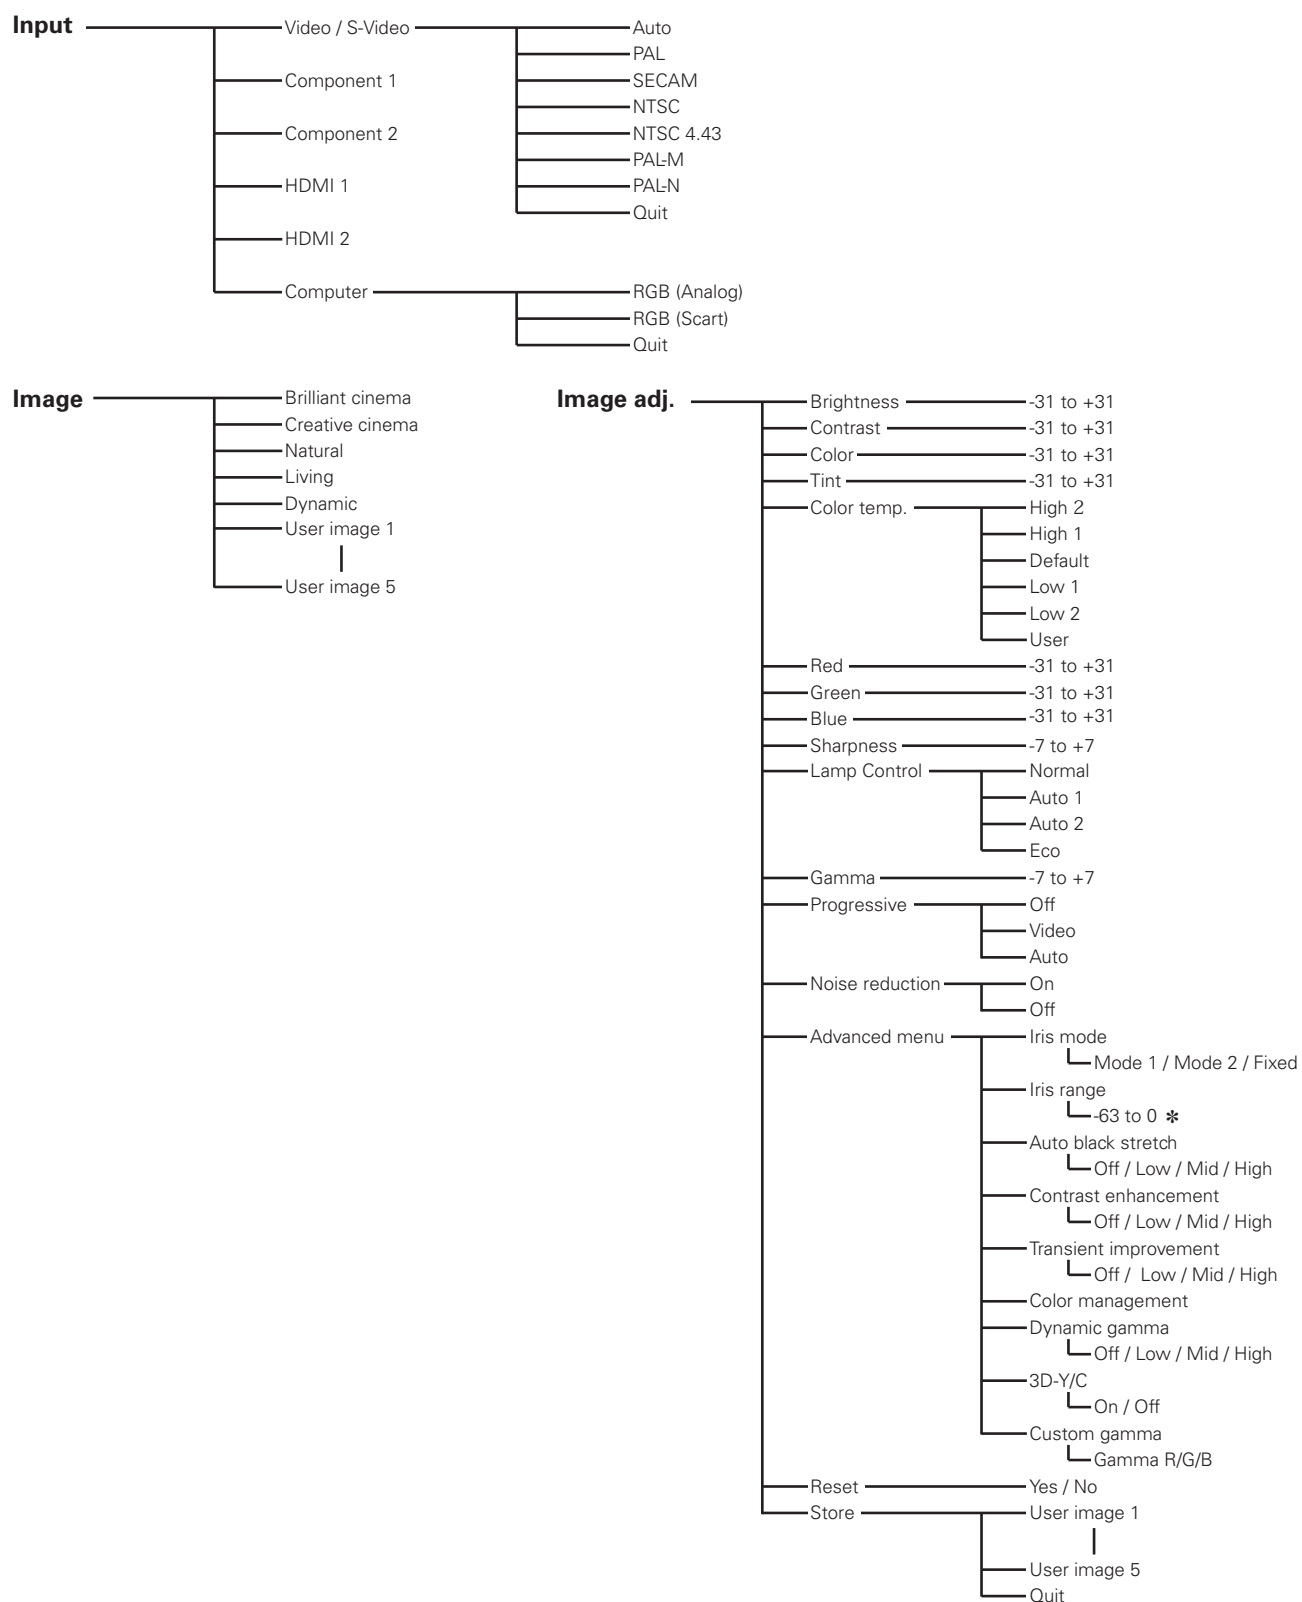 Input
Video / S-Video
Auto
PAL
Component 1
SECAM
NTSC
Component 2
NTSC 4.43
PAL-M
HDMI 1
PAL-N
Quit
HDMI 2
Computer
RGB (Analog)
RGB (Scart)
Quit
Image
Brilliant cinema
Creative cinema
Natural
Living
Dynamic
User image 1
User image 5
Image adj.
Brightness -31 to +31
Contrast -31 to +31
Color -31 to +31
Tint -31 to +31
Color temp. High 2
High 1
Default
Low 1
Low 2
User
Red -31 to +31
Green -31 to +31
Blue -31 to +31
Sharpness -7 to +7
Lamp Control Normal
Auto 1
Auto 2
Eco
Gamma -7 to +7
Progressive Off
Video
Auto
Noise reduction On
Off
Advanced menu Iris mode
Mode 1 / Mode 2 / Fixed
Iris range
-63 to 0 ✼
Auto black stretch
Off / Low / Mid / High
Contrast enhancement
Off / Low / Mid / High
Transient improvement
Off / Low / Mid / High
Color management
Dynamic gamma
Off / Low / Mid / High
3D-Y/C
On / Off
Custom gamma
Gamma R/G/B
Reset Yes / No
Store User image 1
User image 5
Quit